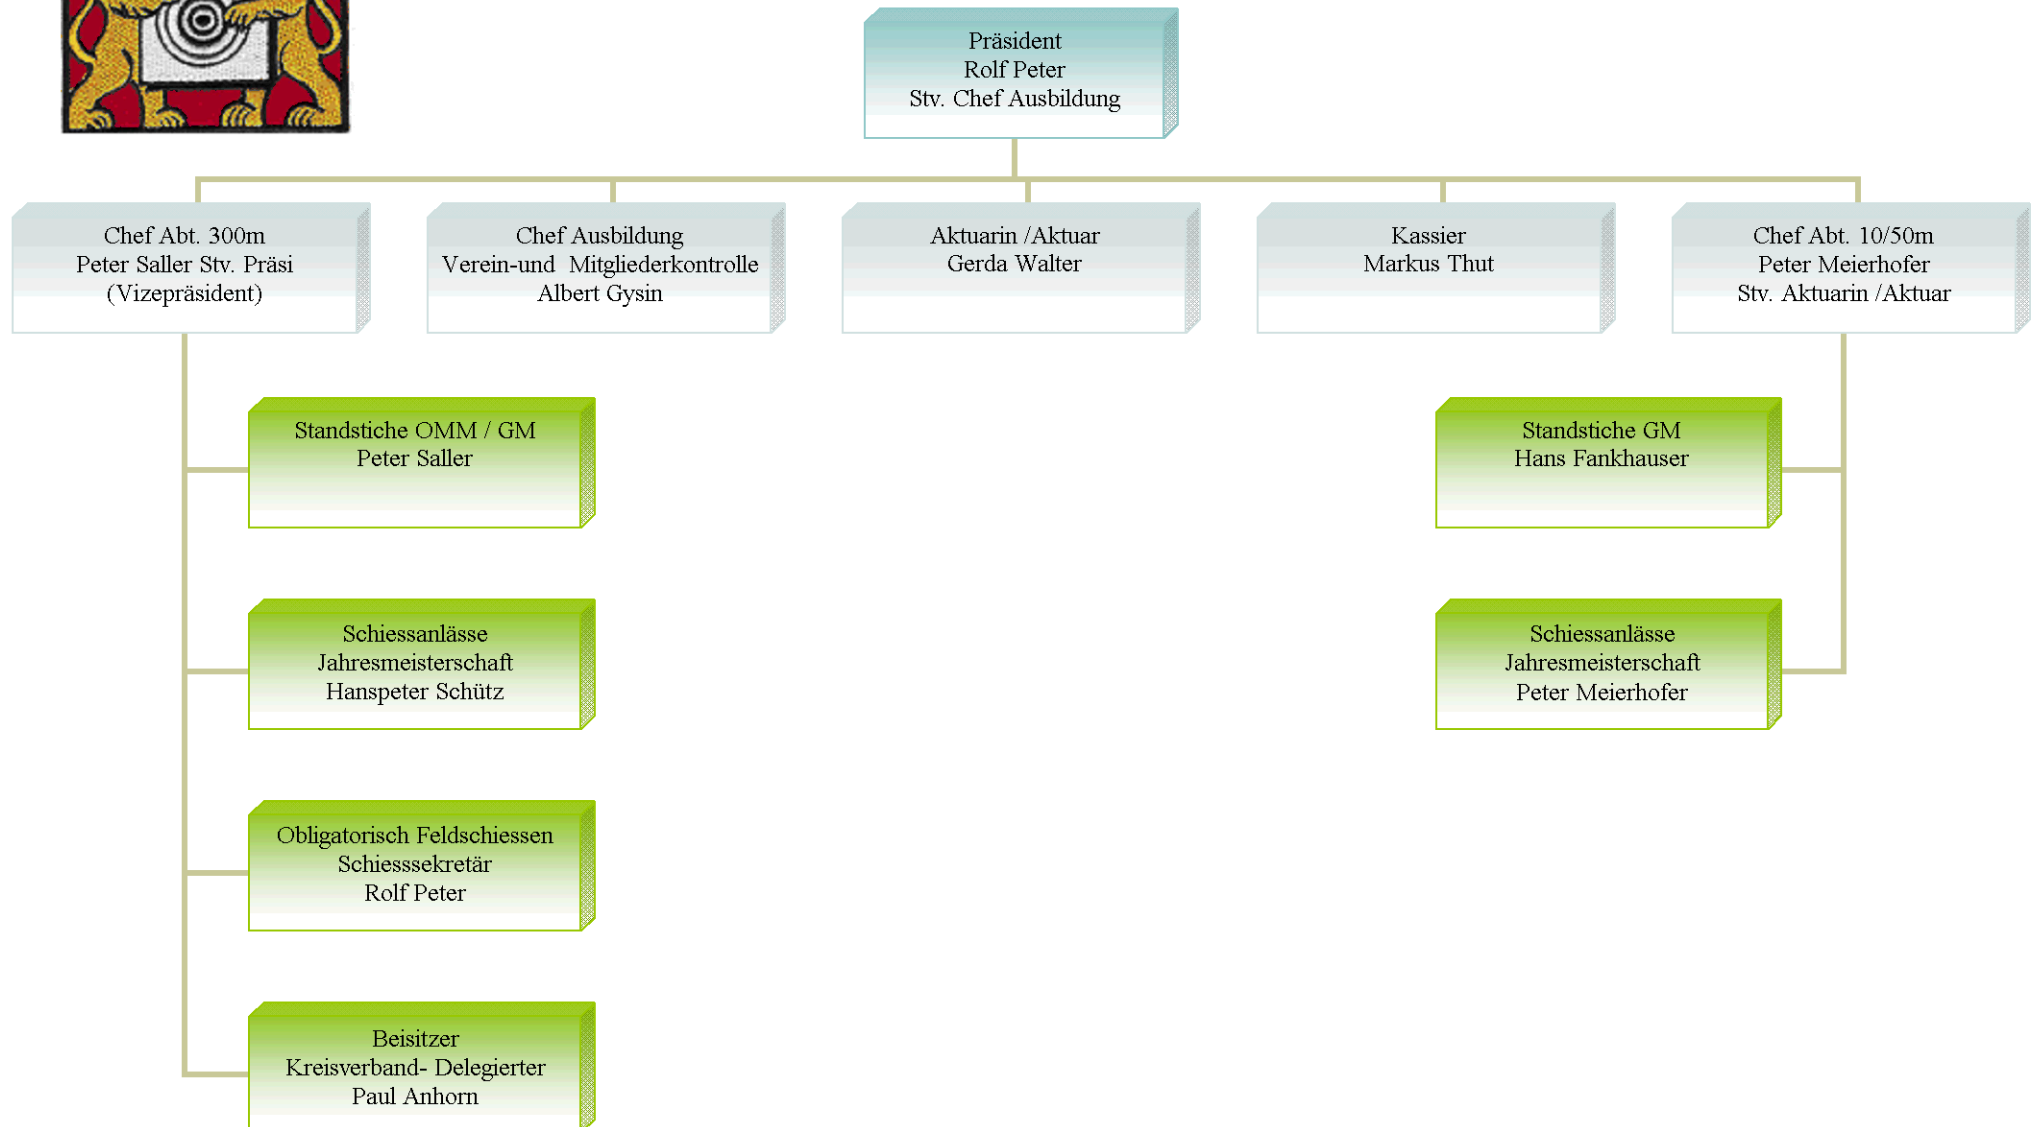 Präsident
Rolf Peter
Stv. Chef Ausbildung
Chef Abt. 300m
Peter Saller Stv. Präsi
(Vizepräsident)
Chef Ausbildung
Verein-und Mitgliederkontrolle
Albert Gysin
Aktuarin /Aktuar
Gerda Walter
Kassier
Markus Thut
Chef Abt. 10/50m
Peter Meierhofer
Stv. Aktuarin /Aktuar
Standstiche OMM / GM
Peter Saller
Schiessanlässe
Jahresmeisterschaft
Hanspeter Schütz
Obligatorisch Feldschiessen
Schiesssekretär
Rolf Peter
Beisitzer
Kreisverband- Delegierter
Paul Anhorn
Standstiche GM
Hans Fankhauser
Schiessanlässe
Jahresmeisterschaft
Peter Meierhofer